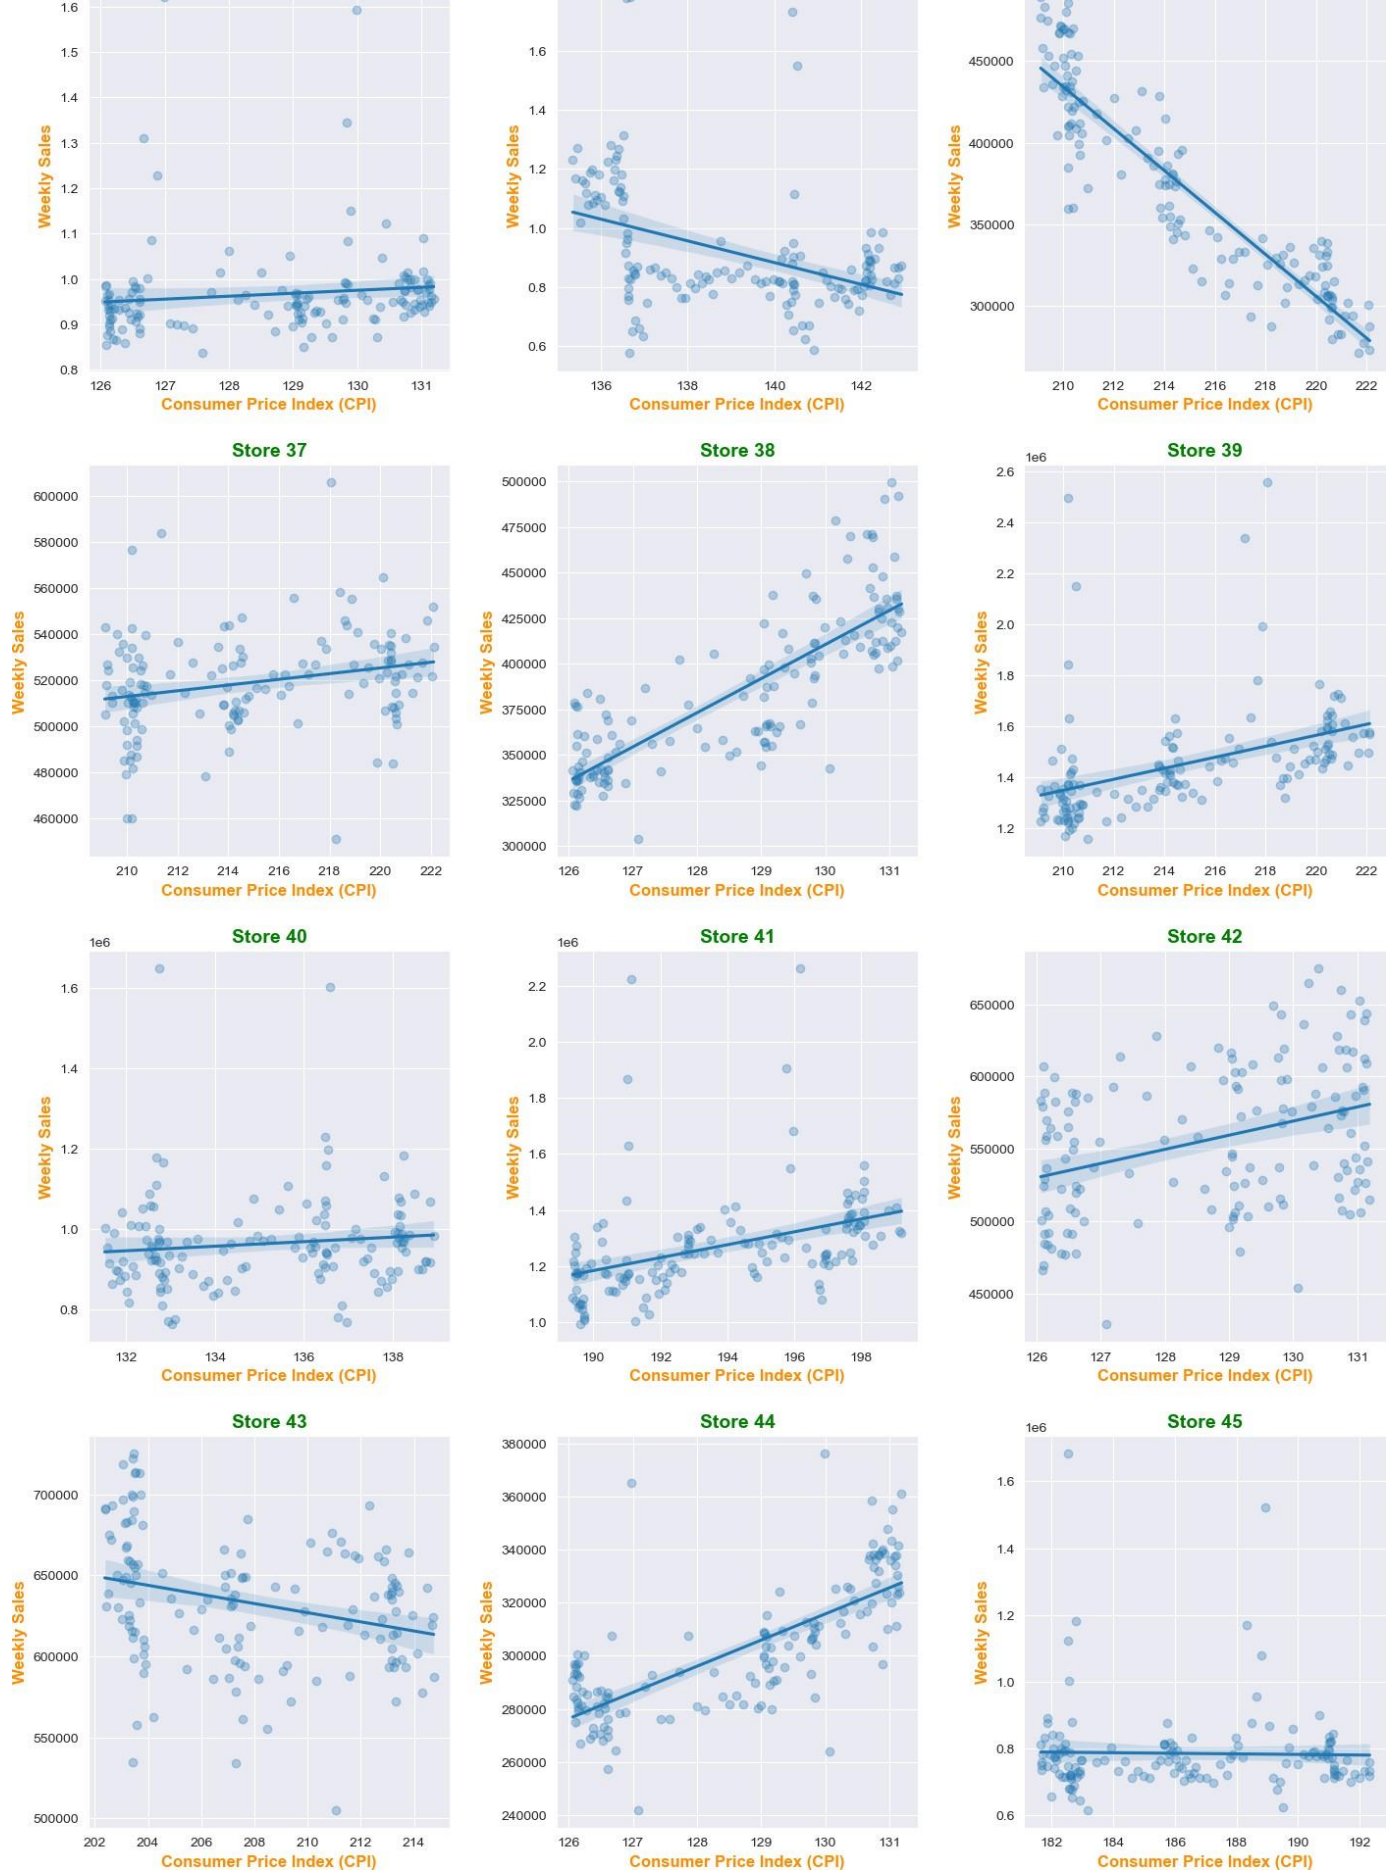 1.6
1.5
1.4
1.3
1.2
1.1
1.0
0.9
0.8
Weekly Sales
126 127 128 129 130 131
Consumer Price Index (CPI)
1.6
1.4
1.2
1.0
0.8
0.6
Weekly Sales
136 138 140 142
Consumer Price Index (CPI)
450000
400000
350000
300000
Weekly Sales
210 212 214 216 218 220 222
Consumer Price Index (CPI)
Store 37
600000
580000
560000
540000
520000
500000
480000
460000
Weekly Sales
210 212 214 216 218 220 222
Consumer Price Index (CPI)
Store 38
500000
475000
450000
425000
400000
375000
350000
325000
300000
Weekly Sales
126 127 128 129 130 131
Consumer Price Index (CPI)
Store 39
1e6
2.6
2.4
2.2
2.0
1.8
1.6
1.4
1.2
Weekly Sales
210 212 214 216 218 220 222
Consumer Price Index (CPI)
Store 40
1e6
1.6
1.4
1.2
1.0
0.8
Weekly Sales
132 134 136 138
Consumer Price Index (CPI)
Store 41
1e6
2.2
2.0
1.8
1.6
1.4
1.2
1.0
Weekly Sales
190 192 194 196 198
Consumer Price Index (CPI)
Store 42
650000
600000
550000
500000
450000
Weekly Sales
126 127 128 129 130 131
Consumer Price Index (CPI)
Store 43
700000
650000
600000
550000
500000
Weekly Sales
202 204 206 208 210 212 214
Consumer Price Index (CPI)
Store 44
380000
360000
340000
320000
300000
280000
260000
240000
Weekly Sales
126 127 128 129 130 131
Consumer Price Index (CPI)
Store 45
1e6
1.6
1.4
1.2
1.0
0.8
0.6
Weekly Sales
182 184 186 188 190 192
Consumer Price Index (CPI)